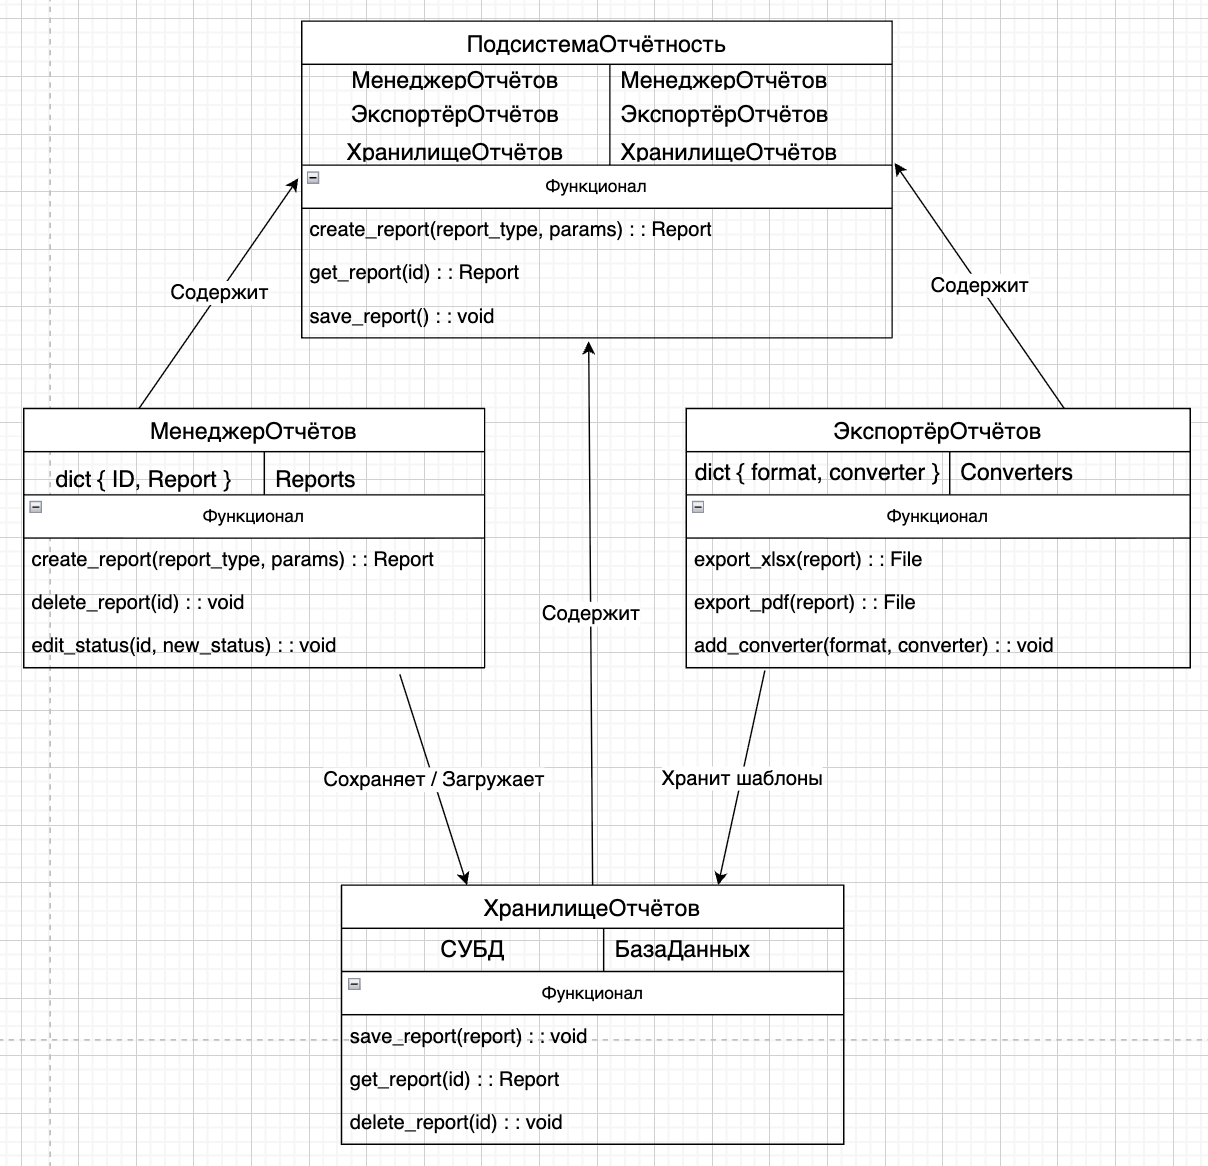 ПодсистемаОтчётность
МенеджерОтчётов МенеджерОтчётов
ЭкспортёрОтчётов ЭкспортёрОтчётов
ХранилищеОтчётов ХранилищеОтчётов
Функционал
create_report(report_type, params) : : Report
get_report(id) : : Report
save_report() : : void
Содержит
Содержит
МенеджерОтчётов
dict { ID, Report } Reports
Функционал
create_report(report_type, params) : : Report
delete_report(id) : : void
edit_status(id, new_status) : : void
ЭкспортёрОтчётов
dict { format, converter } Converters
Функционал
export_xlsx(report) : : File
export_pdf(report) : : File
add_converter(format, converter) : : void
Содержит
Сохраняет / Загружает
Хранит шаблоны
ХранилищеОтчётов
СУБД БазаДанных
Функционал
save_report(report) : : void
get_report(id) : : Report
delete_report(id) : : void